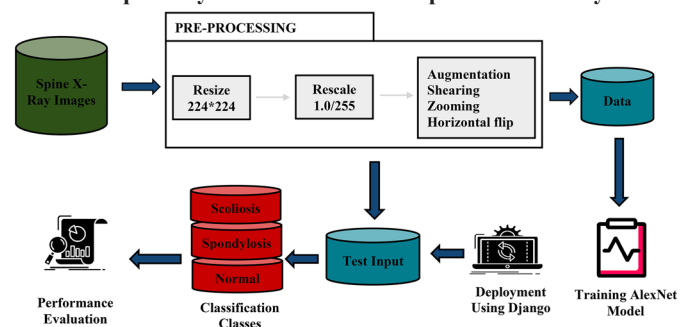 PRE-PROCESSING
Spine X-
Ray Images
Resize
224*224
Rescale
1.0/255
Augmentation
Shearing
Zooming
Horizontal flip
Data
Scoliosis
Spondylosis
Normal
Test Input
Performance
Evaluation
Classification
Classes
Deployment
Using Django
Training AlexNet
Model